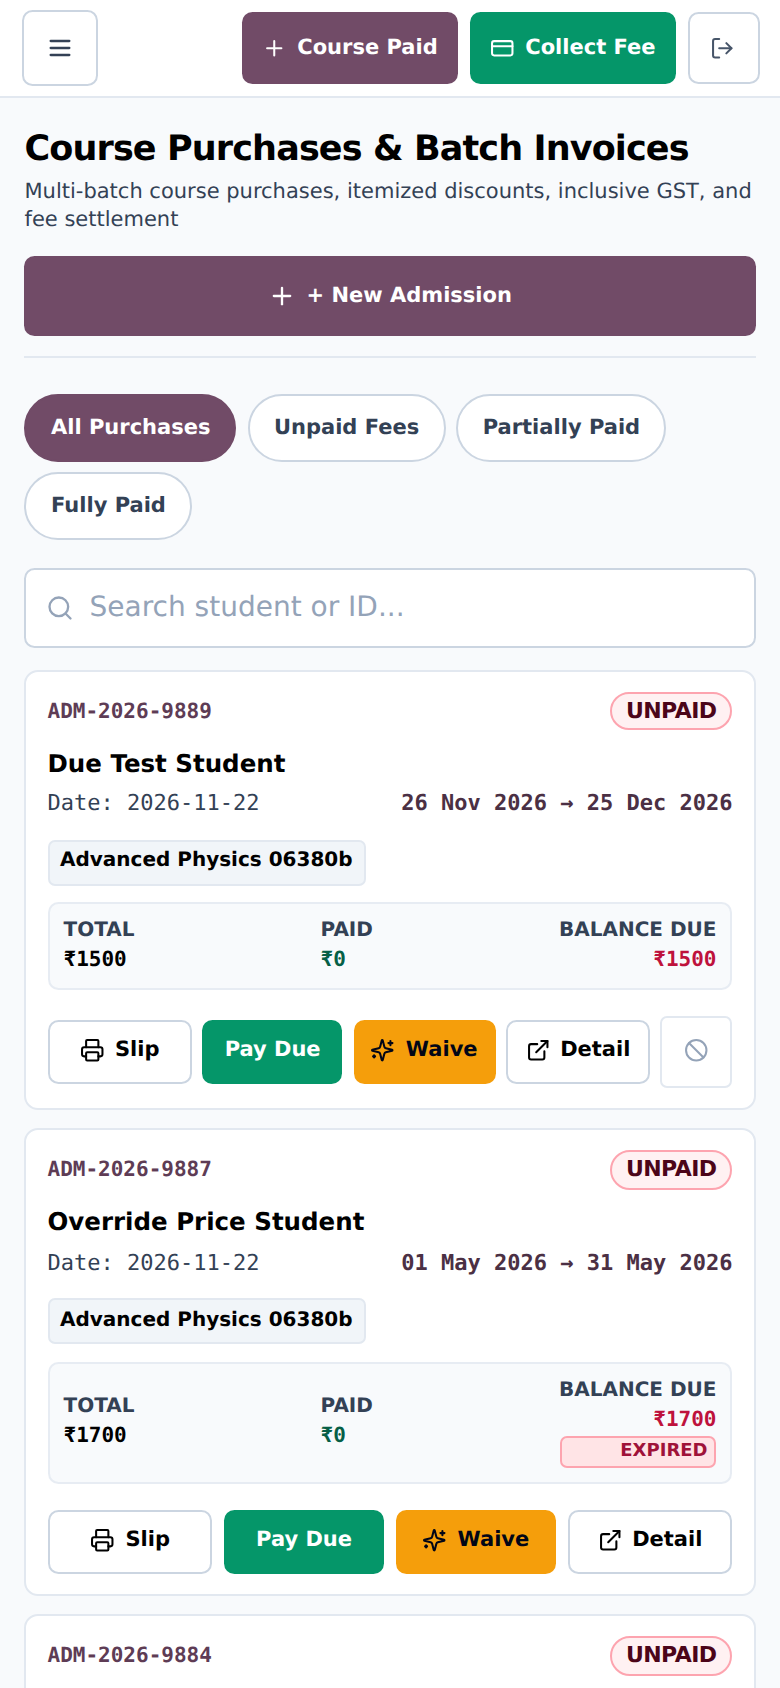 Course Paid
Collect Fee
Course Purchases & Batch Invoices
Multi-batch course purchases, itemized discounts, inclusive GST, and
fee settlement
+ New Admission
All Purchases
Unpaid Fees
Partially Paid
Fully Paid
Search student or ID...
ADM-2026-9889
UNPAID
Due Test Student
Date: 2026-11-22
26 Nov 2026 → 25 Dec 2026
Advanced Physics 06380b
TOTAL
PAID
BALANCE DUE
₹1500
₹0
₹1500
Slip
Pay Due
Waive
Detail
ADM-2026-9887
UNPAID
Override Price Student
Date: 2026-11-22
01 May 2026 → 31 May 2026
Advanced Physics 06380b
TOTAL
PAID
BALANCE DUE
₹1700
₹0
₹1700
EXPIRED
Slip
Pay Due
Waive
Detail
ADM-2026-9884
UNPAID